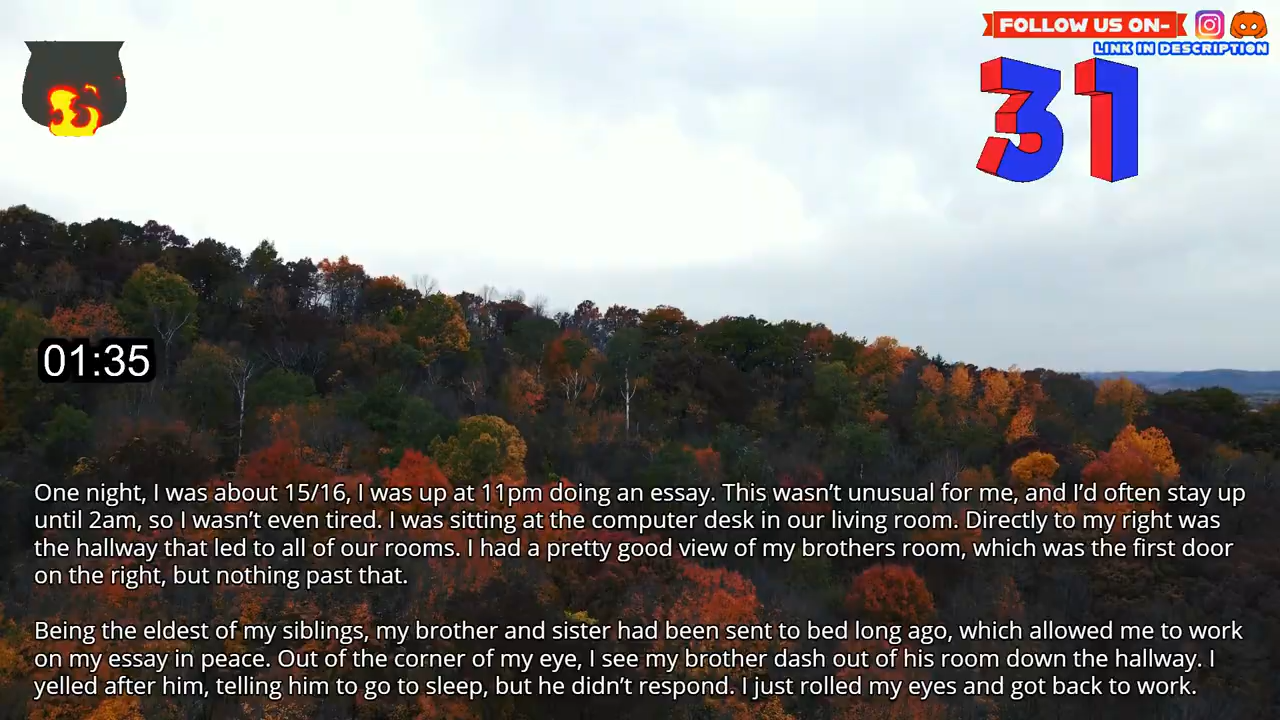 FOLLOW US ON-
LINK IN DESCRIPTION
31
01:35
One night, I was about 15/16, I was up at 11pm doing an essay. This wasn’t unusual for me, and I’d often stay up
until 2am, so I wasn’t even tired. I was sitting at the computer desk in our living room. Directly to my right was
the hallway that led to all of our rooms. I had a pretty good view of my brothers room, which was the first door
on the right, but nothing past that.
Being the eldest of my siblings, my brother and sister had been sent to bed long ago, which allowed me to work
on my essay in peace. Out of the corner of my eye, I see my brother dash out of his room down the hallway. I
yelled after him, telling him to go to sleep, but he didn’t respond. I just rolled my eyes and got back to work.